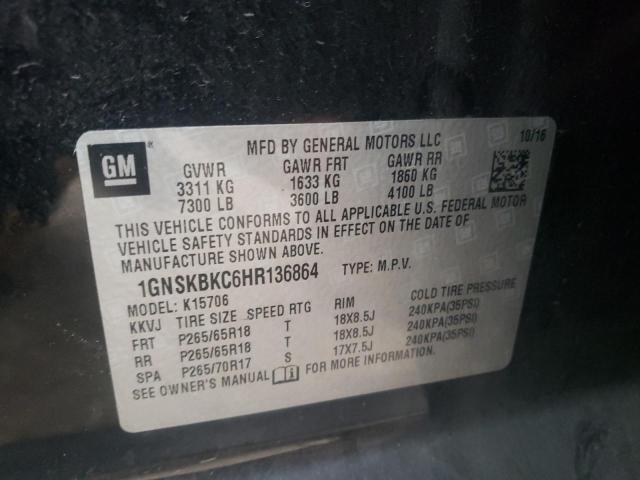 GM ®
MFD BY GENERAL MOTORS LLC 10/16
GVWR GAWR FRT GAWR RR
3311 KG 1633 KG 1860 KG
7300 LB 3600 LB 4100 LB
THIS VEHICLE CONFORMS TO ALL APPLICABLE U.S. FEDERAL MOTOR
VEHICLE SAFETY STANDARDS IN EFFECT ON THE DATE OF
MANUFACTURE SHOWN ABOVE.
1GNSKBKC6HR136864 TYPE: M.P.V.
MODEL: K15706
KKVJ TIRE SIZE SPEED RTG RIM COLD TIRE PRESSURE
FRT P265/65R18 T 18X8.5J 240KPA(35PSI)
RR P265/65R18 T 18X8.5J 240KPA(35PSI)
SPA P265/70R17 S 17X7.5J 240KPA(35PSI)
SEE OWNER'S MANUAL FOR MORE INFORMATION.